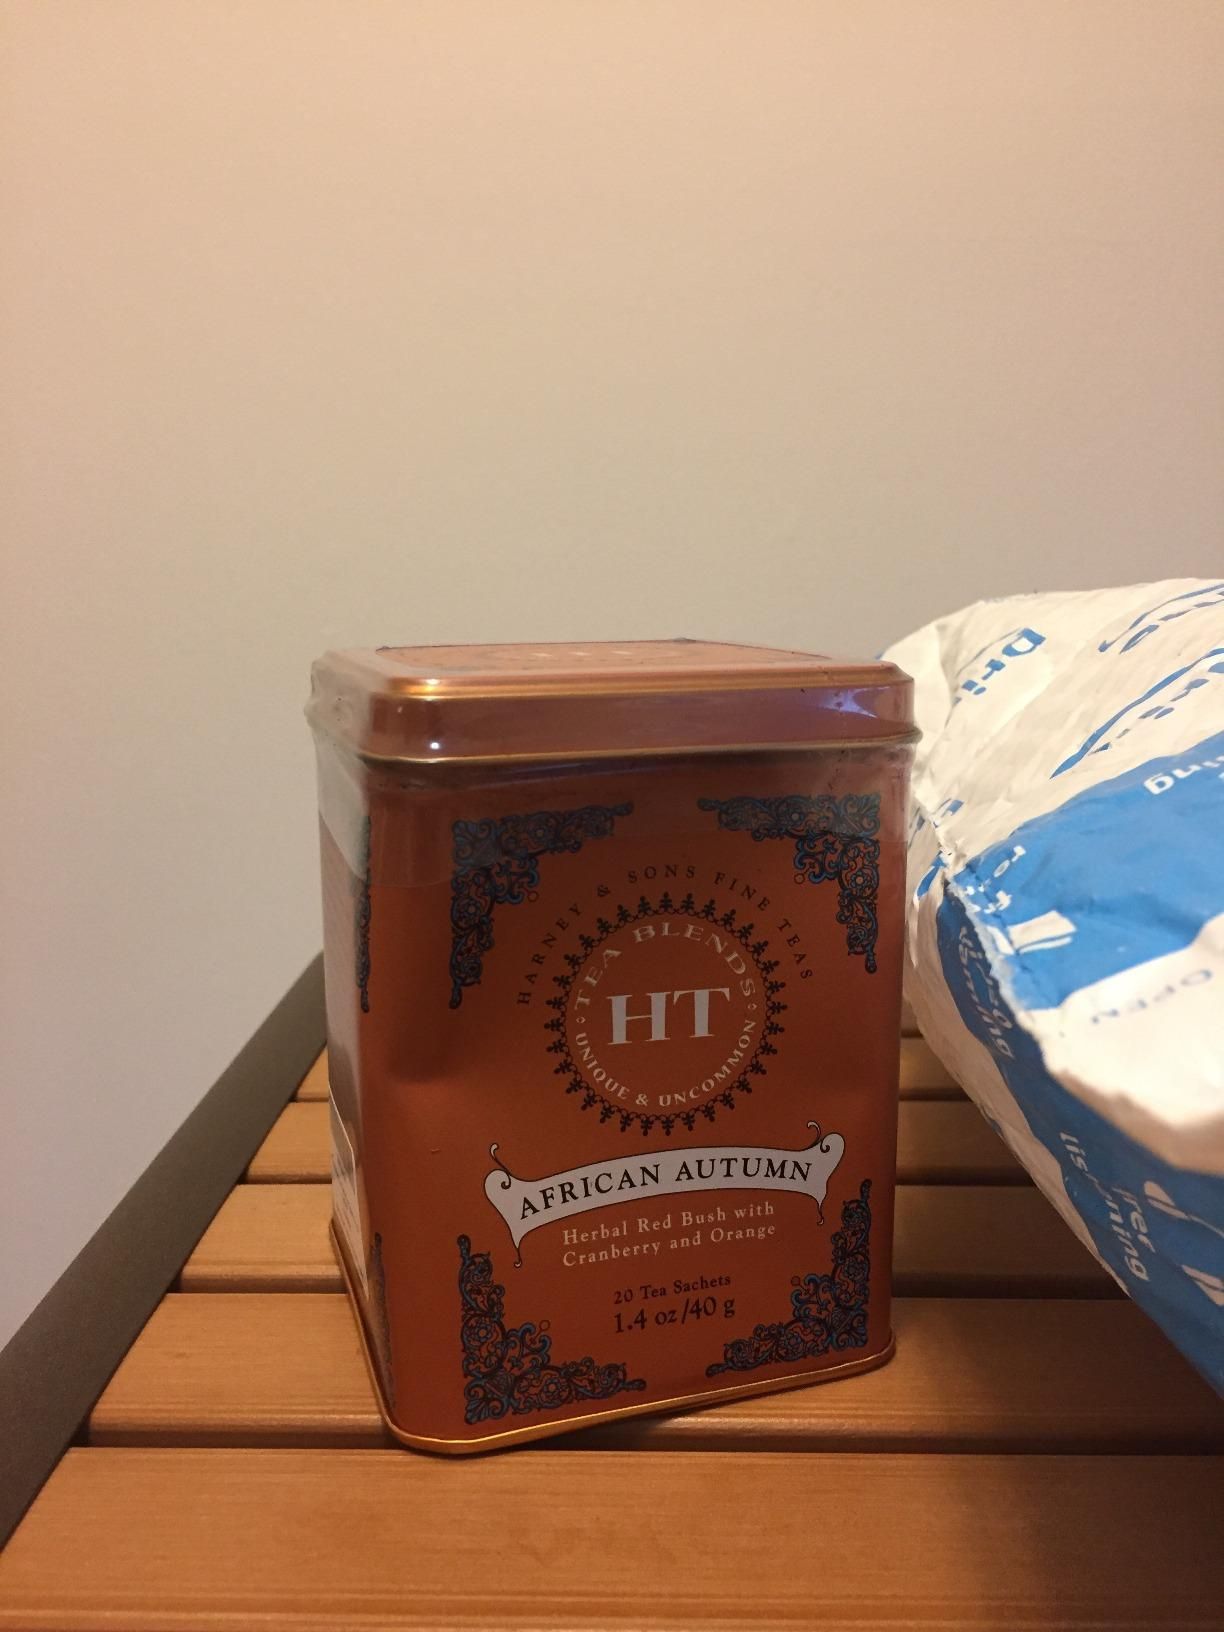 HARNEY & SONS FINE TEAS
TEA BLENDS
HT
UNIQUE & UNCOMMON
AFRICAN AUTUMN
Herbal Red Bush with
Cranberry and Orange
20 Tea Sachets
1.4 oz/40 g
OPEN